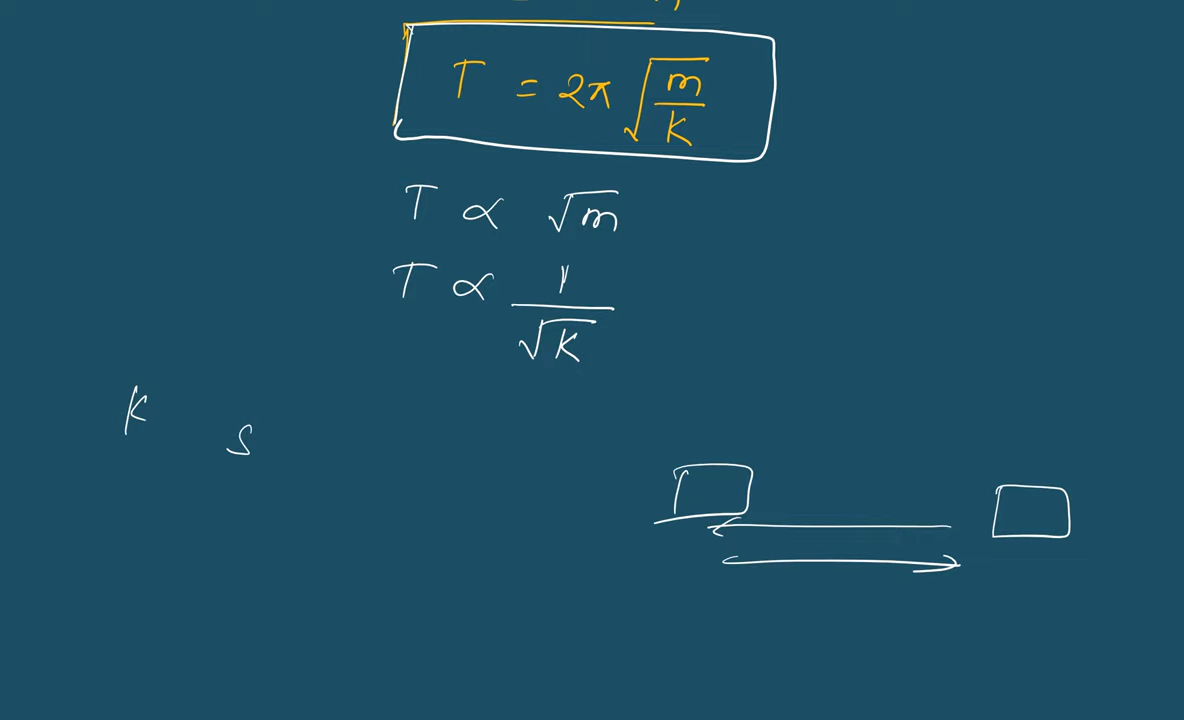 T = 2π √(m/K)
T ∝ √m
T ∝ 1/√K
K s